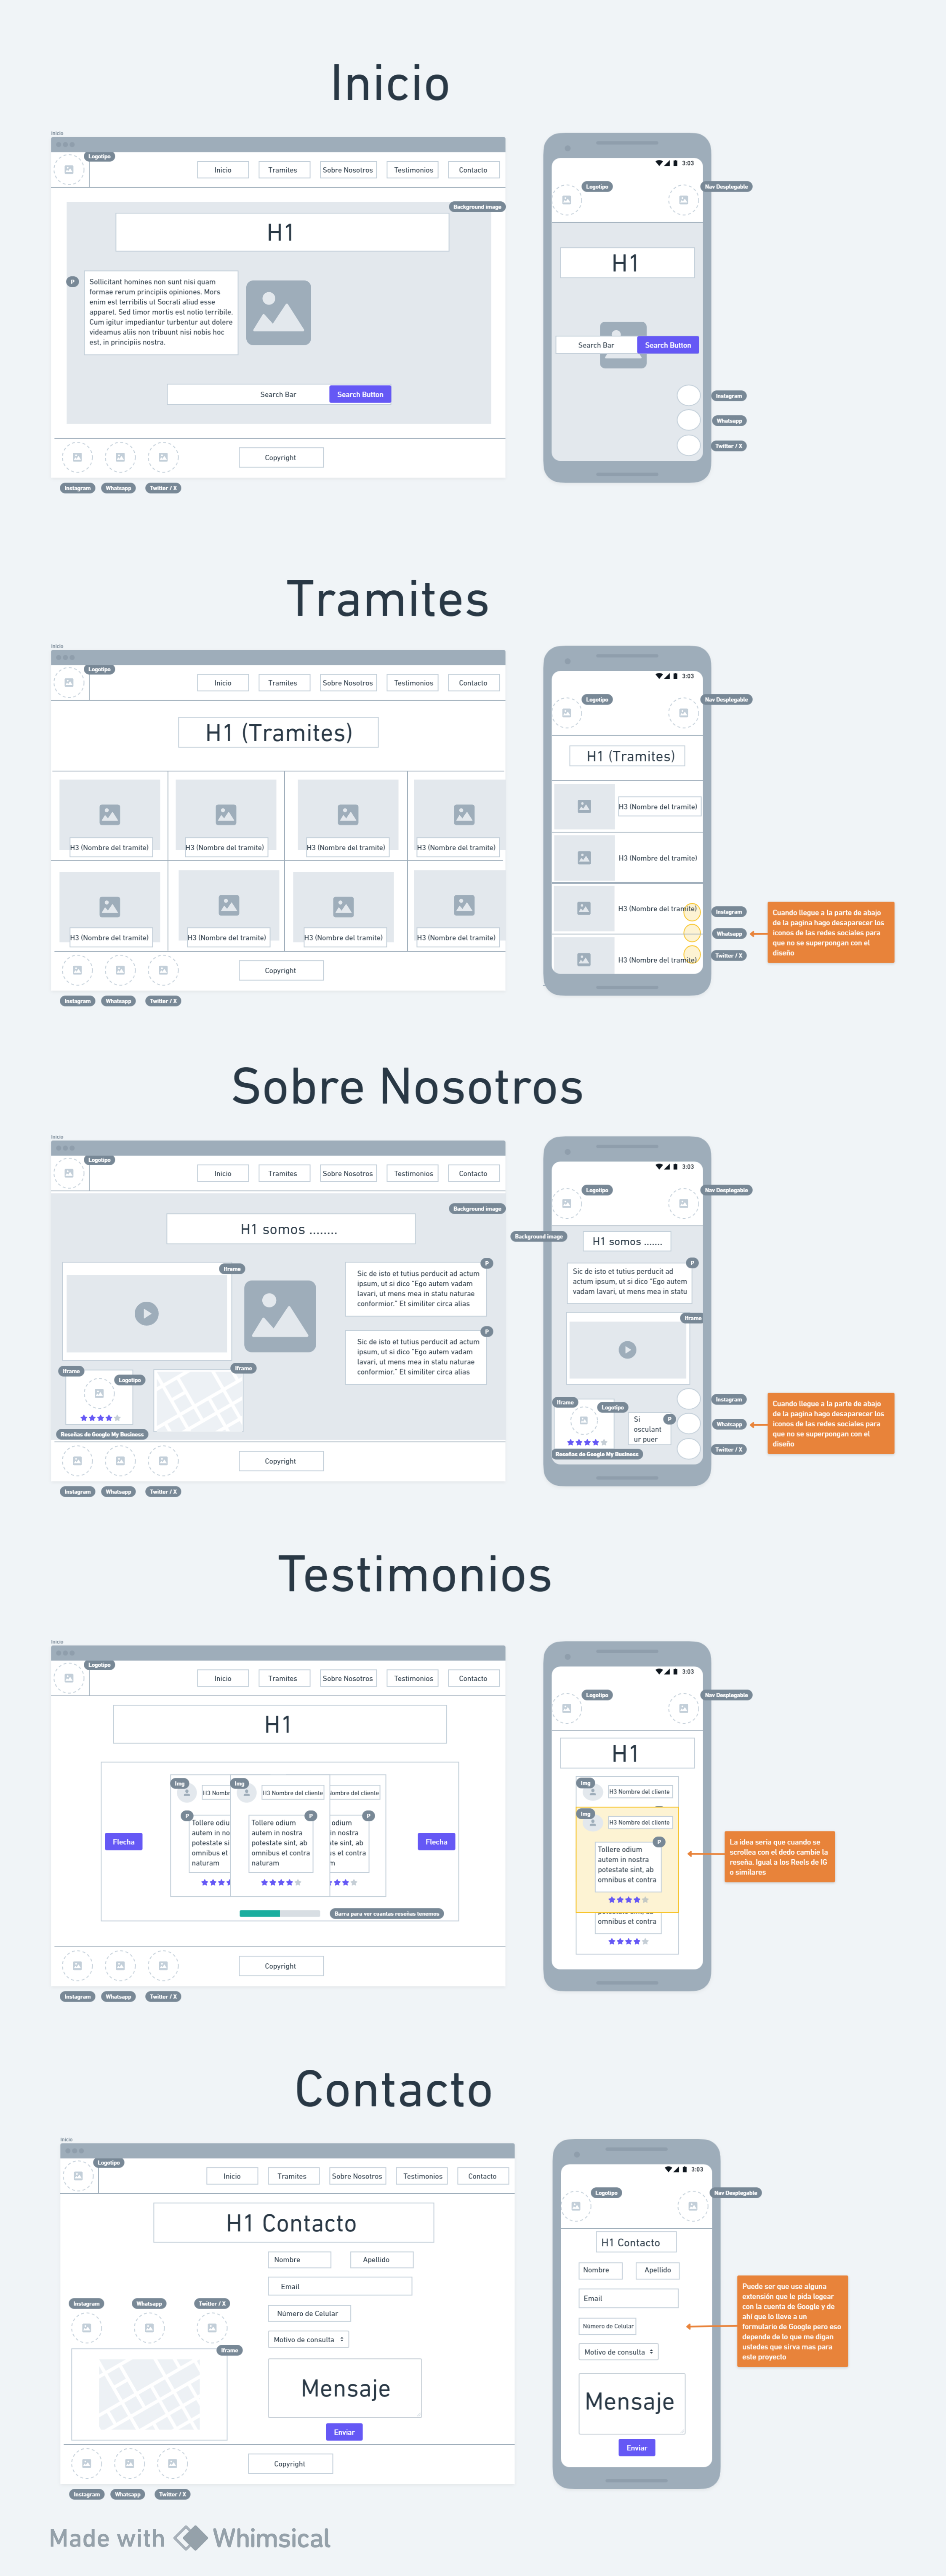 Inicio
Inicio
Logotipo
Inicio
Tramites
Sobre Nosotros
Testimonios
Contacto
Background image
H1
P
Sollicitant homines non sunt nisi quam
formae rerum principiis opiniones. Mors
enim est terribilis ut Socrati aliud esse
apparet. Sed timor mortis est notio terribile.
Cum igitur impediantur turbentur aut dolere
videamus aliis non tribuunt nisi nobis hoc
est, in principiis nostra.
Search Bar
Search Button
Copyright
Instagram
Whatsapp
Twitter / X
3:03
Logotipo
Nav Desplegable
H1
Search Bar
Search Button
Instagram
Whatsapp
Twitter / X
Tramites
Inicio
Logotipo
Inicio
Tramites
Sobre Nosotros
Testimonios
Contacto
H1 (Tramites)
H3 (Nombre del tramite)
H3 (Nombre del tramite)
H3 (Nombre del tramite)
H3 (Nombre del tramite)
H3 (Nombre del tramite)
H3 (Nombre del tramite)
H3 (Nombre del tramite)
H3 (Nombre del tramite)
Copyright
Instagram
Whatsapp
Twitter / X
3:03
Logotipo
Nav Desplegable
H1 (Tramites)
H3 (Nombre del tramite)
H3 (Nombre del tramite)
H3 (Nombre del tramite)
H3 (Nombre del tramite)
Instagram
Whatsapp
Twitter / X
Cuando llegue a la parte de abajo
de la pagina hago desaparecer los
iconos de las redes sociales para
que no se superpongan con el
diseño
Sobre Nosotros
Inicio
Logotipo
Inicio
Tramites
Sobre Nosotros
Testimonios
Contacto
Background image
H1 somos ........
Iframe
P
Sic de isto et tutius perducit ad actum
ipsum, ut si dico "Ego autem vadam
lavari, ut mens mea in statu naturae
conformior." Et similiter circa alias
P
Sic de isto et tutius perducit ad actum
ipsum, ut si dico "Ego autem vadam
lavari, ut mens mea in statu naturae
conformior." Et similiter circa alias
Iframe
Logotipo
Iframe
Reseñas de Google My Business
Copyright
Instagram
Whatsapp
Twitter / X
3:03
Logotipo
Nav Desplegable
Background image
H1 somos .......
P
Sic de isto et tutius perducit ad
actum ipsum, ut si dico "Ego autem
vadam lavari, ut mens mea in statu
Iframe
Iframe
Logotipo
P
Si
osculant
ur puer
Reseñas de Google My Business
Instagram
Whatsapp
Twitter / X
Cuando llegue a la parte de abajo
de la pagina hago desaparecer los
iconos de las redes sociales para
que no se superpongan con el
diseño
Testimonios
Inicio
Logotipo
Inicio
Tramites
Sobre Nosotros
Testimonios
Contacto
H1
Img
H3 Nombr
P
Tollere odiu
autem in no
potestate si
omnibus et
naturam
Img
H3 Nombre del cliente
P
Tollere odium
autem in nostra
potestate sint, ab
omnibus et contra
naturam
Nombre del cliente
P
odium
in nostra
te sint, ab
s et contra
m
Flecha
Flecha
Barra para ver cuantas reseñas tenemos
Copyright
Instagram
Whatsapp
Twitter / X
3:03
Logotipo
Nav Desplegable
H1
Img
H3 Nombre del cliente
Img
H3 Nombre del cliente
P
Tollere odium
autem in nostra
potestate sint, ab
omnibus et contra
potestate sint, ab
omnibus et contra
La idea seria que cuando se
scrollea con el dedo cambie la
reseña. Igual a los Reels de IG
o similares
Contacto
Inicio
Logotipo
Inicio
Tramites
Sobre Nosotros
Testimonios
Contacto
H1 Contacto
Nombre
Apellido
Email
Número de Celular
Motivo de consulta
Mensaje
Enviar
Instagram
Whatsapp
Twitter / X
Iframe
Copyright
Instagram
Whatsapp
Twitter / X
3:03
Logotipo
Nav Desplegable
H1 Contacto
Nombre
Apellido
Email
Número de Celular
Motivo de consulta
Mensaje
Enviar
Puede ser que use alguna
extensión que le pida logear
con la cuenta de Google y de
ahi que lo lleve a un
formulario de Google pero eso
depende de lo que me digan
ustedes que sirva mas para
este proyecto
Made with Whimsical